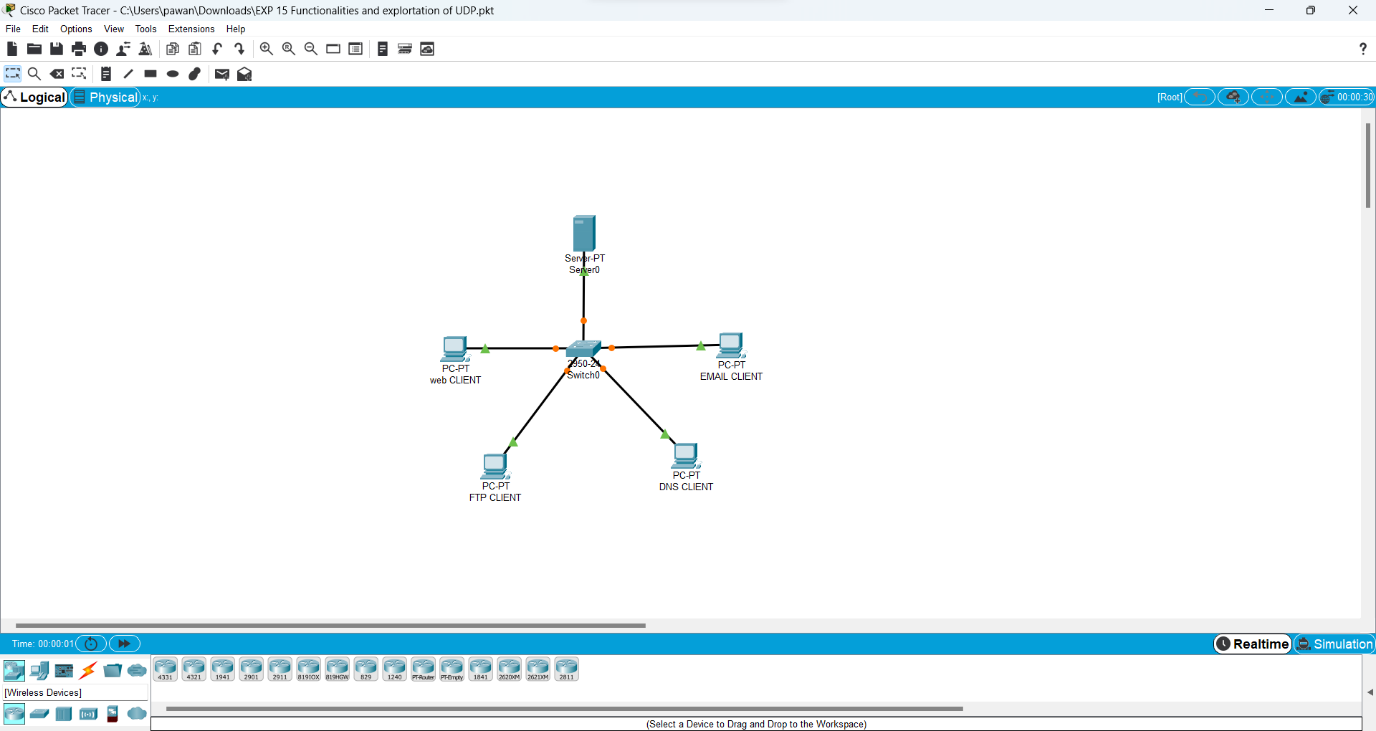 Cisco Packet Tracer - C:\Users\pawan\Downloads\EXP 15 Functionalities and explortation of UDP.pkt
File Edit Options View Tools Extensions Help
?
Logical Physical x:, y: [Root] 00:00:30
Server-PT
Server0
PC-PT
web CLIENT
2950-24
Switch0
PC-PT
EMAIL CLIENT
PC-PT
FTP CLIENT
PC-PT
DNS CLIENT
Time: 00:00:01 Realtime Simulation
4331 4321 1941 2901 2911 819IOX 819HGW 829 1240 PT-Router PT-Empty 1841 2620XM 2621XM 2811
[Wireless Devices]
(Select a Device to Drag and Drop to the Workspace)